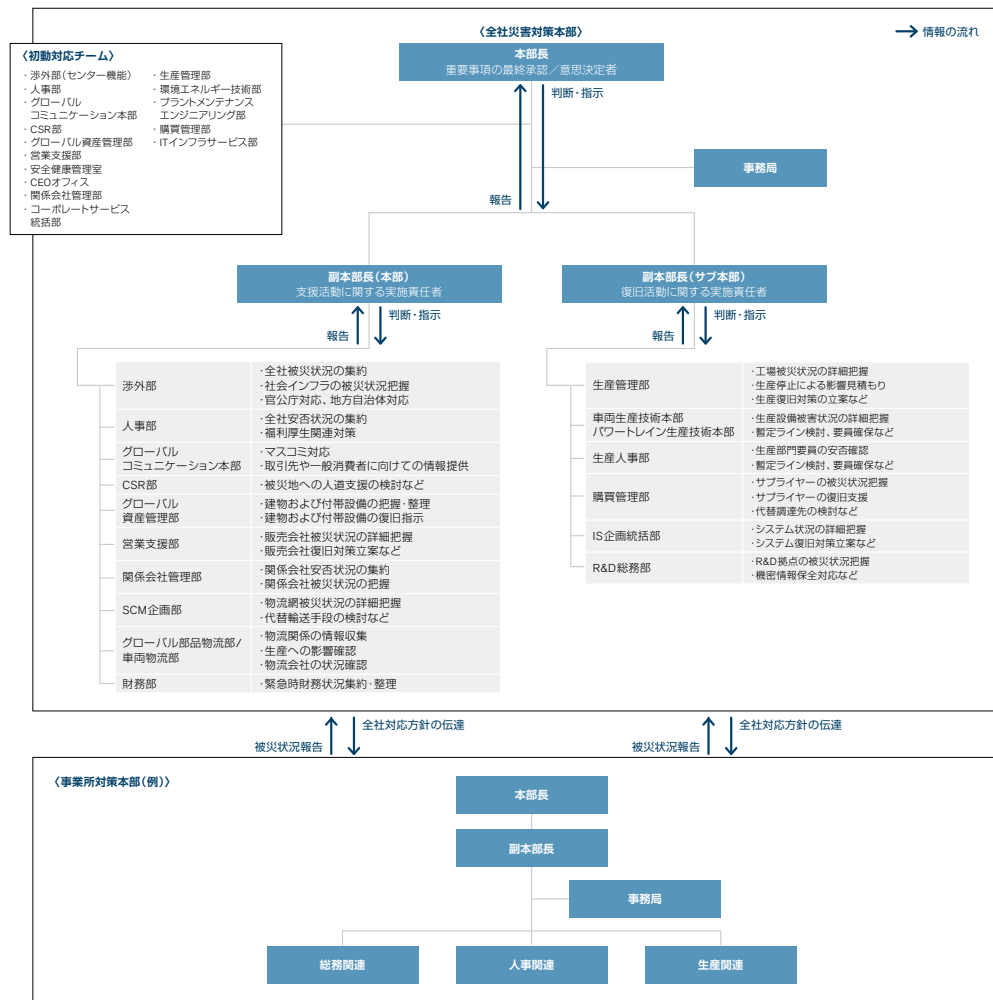 〈全社災害対策本部〉
情報の流れ
〈初動対応チーム〉
・渉外部(センター機能)
・人事部
・グローバル
コミュニケーション本部
・CSR部
・グローバル資産管理部
・営業支援部
・安全健康管理室
・CEOオフィス
・関係会社管理部
・コーポレートサービス
統括部
・生産管理部
・環境エネルギー技術部
・プラントメンテナンス
エンジニアリング部
・購買管理部
・ITインフラサービス部
本部長
重要事項の最終承認/意思決定者
判断・指示
報告
事務局
副本部長(本部)
支援活動に関する実施責任者
報告
判断・指示
渉外部
・全社被災状況の集約
・社会インフラの被災状況把握
・官公庁対応、地方自治体対応
人事部
・全社安否状況の集約
・福利厚生関連対策
グローバル
コミュニケーション本部
・マスコミ対応
・取引先や一般消費者に向けての情報提供
CSR部
・被災地への人道支援の検討など
グローバル
資産管理部
・建物および付帯設備の把握・整理
・建物および付帯設備の復旧指示
営業支援部
・販売会社被災状況の詳細把握
・販売会社復旧対策立案など
関係会社管理部
・関係会社安否状況の集約
・関係会社被災状況の把握
SCM企画部
・物流網被災状況の詳細把握
・代替輸送手段の検討など
グローバル部品物流部/
車両物流部
・物流関係の情報収集
・生産への影響確認
・物流会社の状況確認
財務部
・緊急時財務状況集約・整理
副本部長(サブ本部)
復旧活動に関する実施責任者
報告
判断・指示
生産管理部
・工場被災状況の詳細把握
・生産停止による影響見積もり
・生産復旧対策の立案など
車両生産技術本部
パワートレイン生産技術本部
・生産設備被害状況の詳細把握
・暫定ライン検討、要員確保など
生産人事部
・生産部門要員の安否確認
・暫定ライン検討、要員確保など
購買管理部
・サプライヤーの被災状況把握
・サプライヤーの復旧支援
・代替調達先の検討など
IS企画統括部
・システム状況の詳細把握
・システム復旧対策立案など
R&D総務部
・R&D拠点の被災状況把握
・機密情報保全対応など
被災状況報告
全社対応方針の伝達
被災状況報告
全社対応方針の伝達
〈事業所対策本部(例)〉
本部長
副本部長
事務局
総務関連
人事関連
生産関連